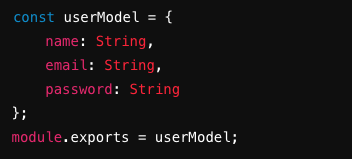 const userModel = {
    name: String,
    email: String,
    password: String
};
module.exports = userModel;